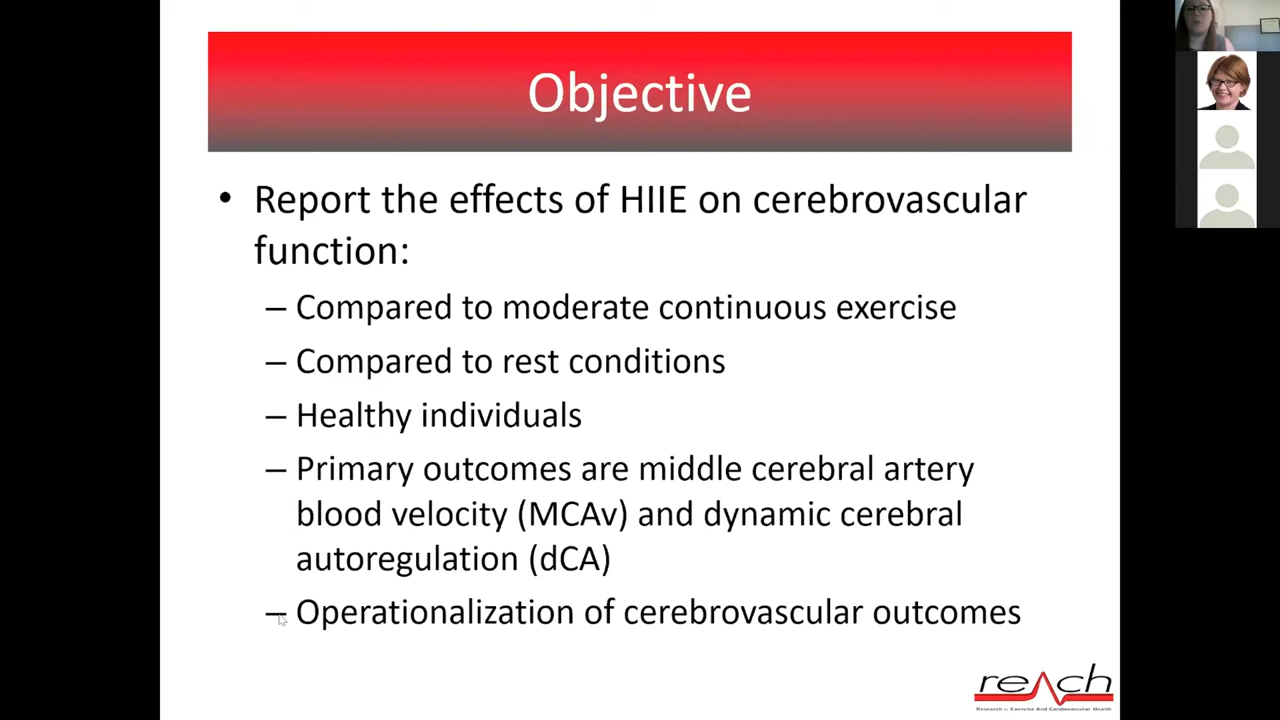 Objective
• Report the effects of HIIE on cerebrovascular
function:
– Compared to moderate continuous exercise
– Compared to rest conditions
– Healthy individuals
– Primary outcomes are middle cerebral artery
blood velocity (MCAv) and dynamic cerebral
autoregulation (dCA)
– Operationalization of cerebrovascular outcomes
reach
Research in Exercise And Cardiovascular Health